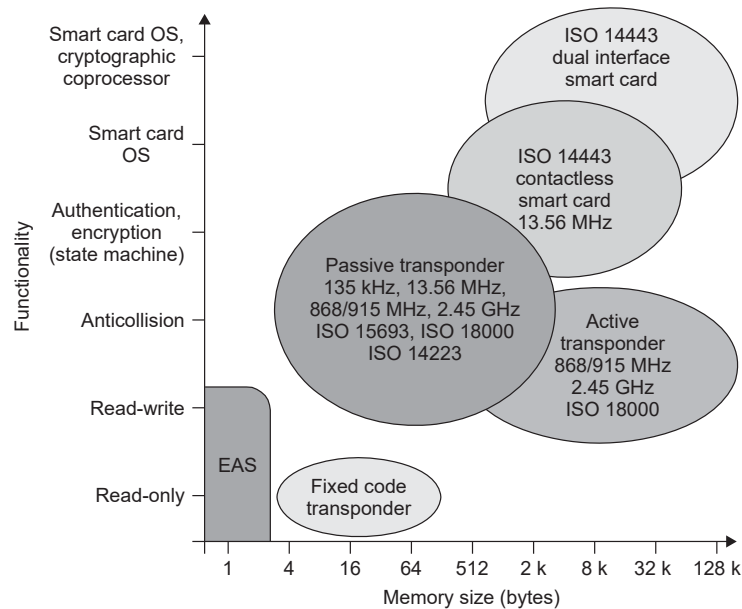 Smart card OS,
cryptographic
coprocessor
Smart card
OS
Authentication,
encryption
(state machine)
Anticollision
Read-write
Read-only
Functionality
ISO 14443
dual interface
smart card
ISO 14443
contactless
smart card
13.56 MHz
Passive transponder
135 kHz, 13.56 MHz,
868/915 MHz, 2.45 GHz
ISO 15693, ISO 18000
ISO 14223
Active
transponder
868/915 MHz
2.45 GHz
ISO 18000
EAS
Fixed code
transponder
1 4 16 64 512 2 k 8 k 32 k 128 k
Memory size (bytes)